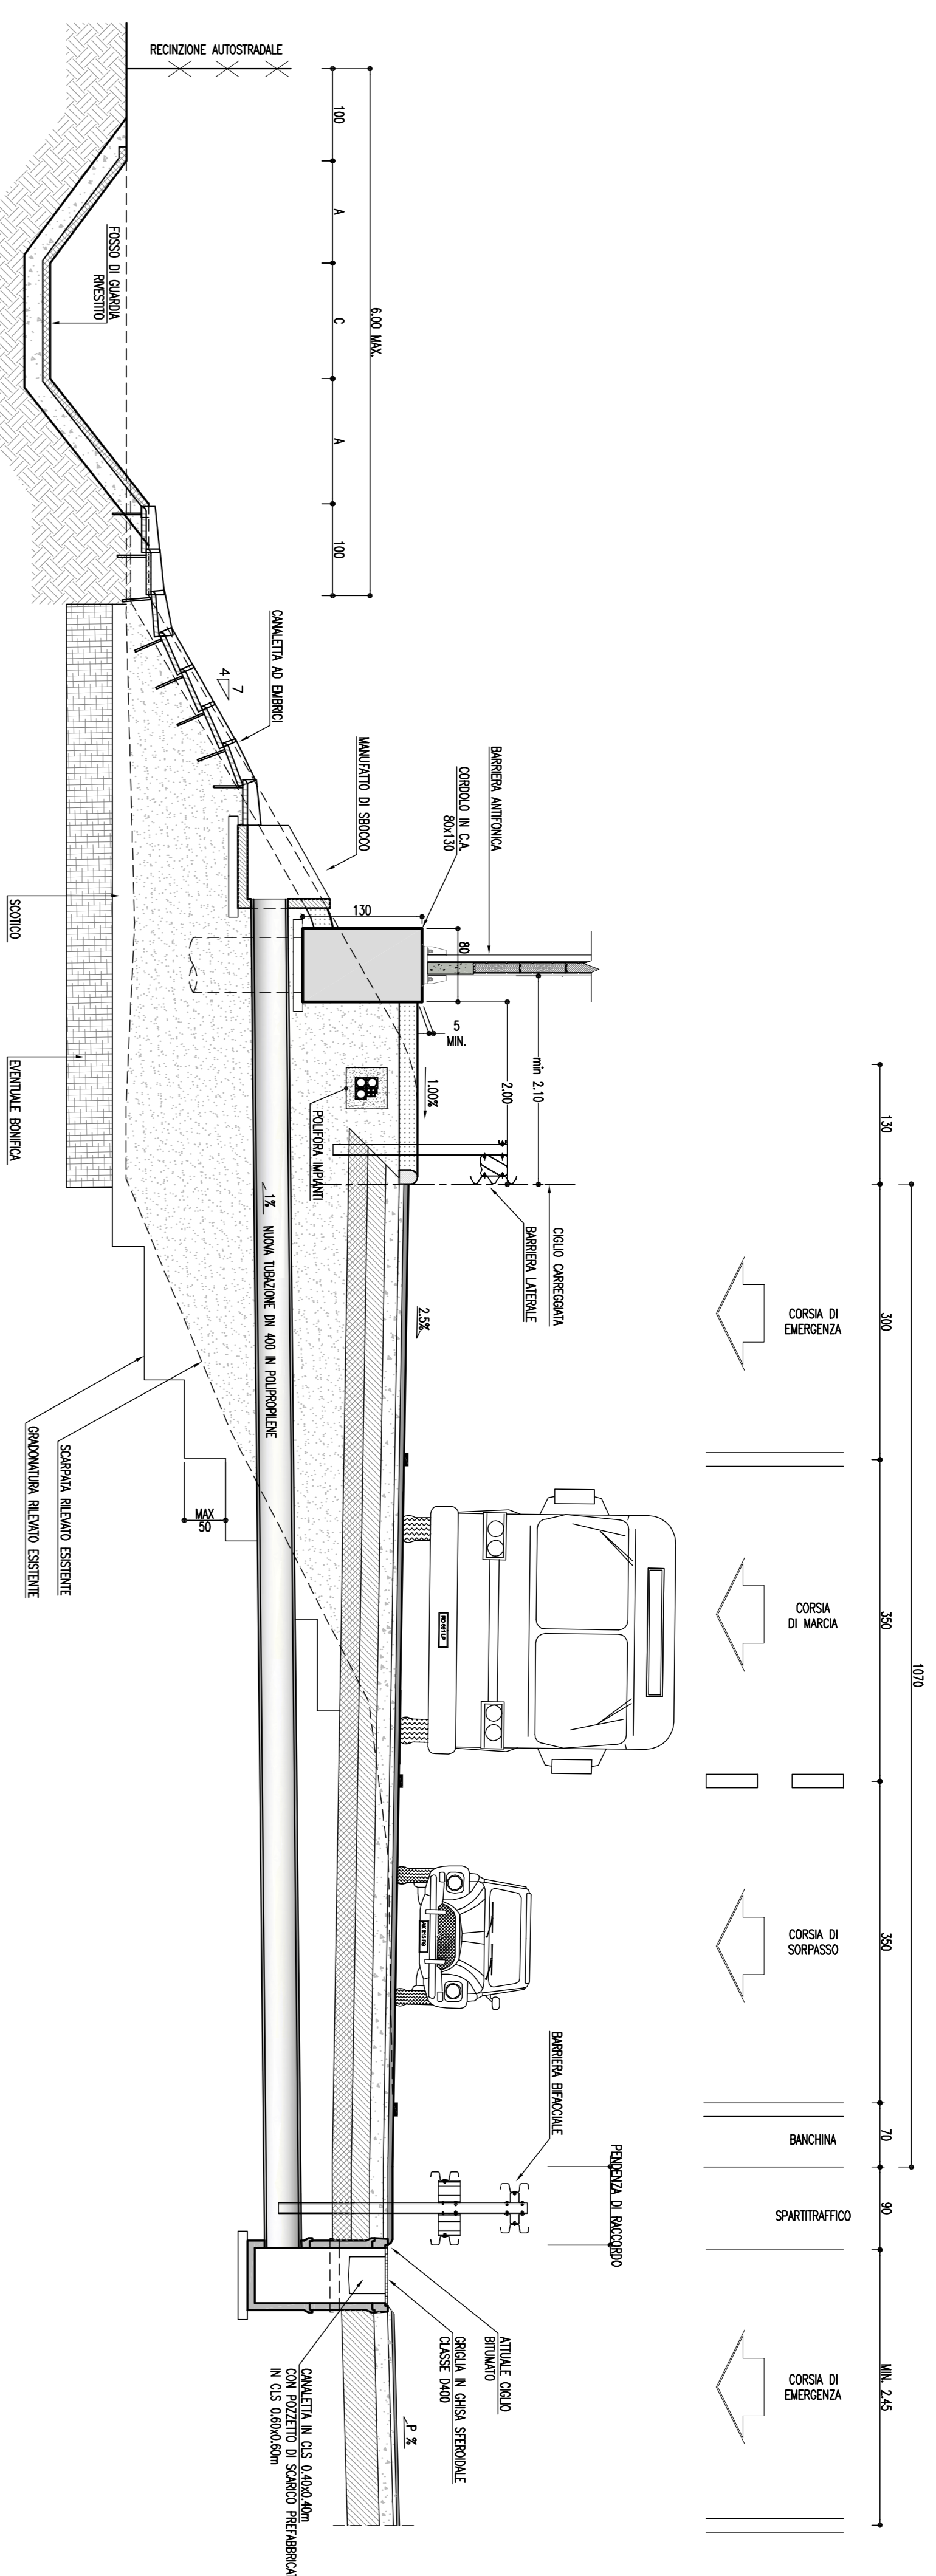 RECINZIONE AUTOSTRADALE
100
A
C
A
100
6.00 MAX.
FOSSO DI GUARDIA
RIVESTITO
CANALETTA AD EMBRICI
4
7
MANUFATTO DI SBOCCO
CORDOLO IN C.A.
80x130
BARRIERA ANTIFONICA
130
80
5
MIN.
min 2.10
2.00
1.00%
POLIFORA IMPIANTI
SCOTICO
EVENTUALE BONIFICA
1%
NUOVA TUBAZIONE DN 400 IN POLIPROPILENE
2.5%
BARRIERA LATERALE
CIGLIO CARREGGIATA
SCARPATA RILEVATO ESISTENTE
GRADONATURA RILEVATO ESISTENTE
MAX
50
130
300
350
1070
350
70
90
MIN. 2.45
CORSIA DI
EMERGENZA
CORSIA
DI MARCIA
CORSIA DI
SORPASSO
BANCHINA
SPARTITRAFFICO
CORSIA DI
EMERGENZA
BARRIERA BIFACCIALE
PENDENZA DI RACCORDO
ATTUALE CIGLIO
BITUMATO
GRIGLIA IN GHISA SFEROIDALE
CLASSE D400
P %
CANALETTA IN CLS 0.40x0.40m
CON POZZETTO DI SCARICO PREFABBRICAT
IN CLS 0.60x0.60m